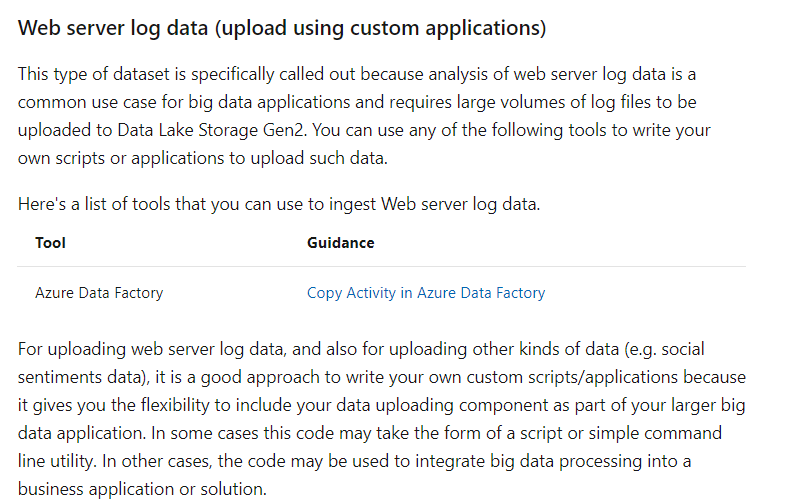 Web server log data (upload using custom applications)
This type of dataset is specifically called out because analysis of web server log data is a
common use case for big data applications and requires large volumes of log files to be
uploaded to Data Lake Storage Gen2. You can use any of the following tools to write your
own scripts or applications to upload such data.
Here's a list of tools that you can use to ingest Web server log data.
Tool Guidance
Azure Data Factory Copy Activity in Azure Data Factory
For uploading web server log data, and also for uploading other kinds of data (e.g. social
sentiments data), it is a good approach to write your own custom scripts/applications because
it gives you the flexibility to include your data uploading component as part of your larger big
data application. In some cases this code may take the form of a script or simple command
line utility. In other cases, the code may be used to integrate big data processing into a
business application or solution.